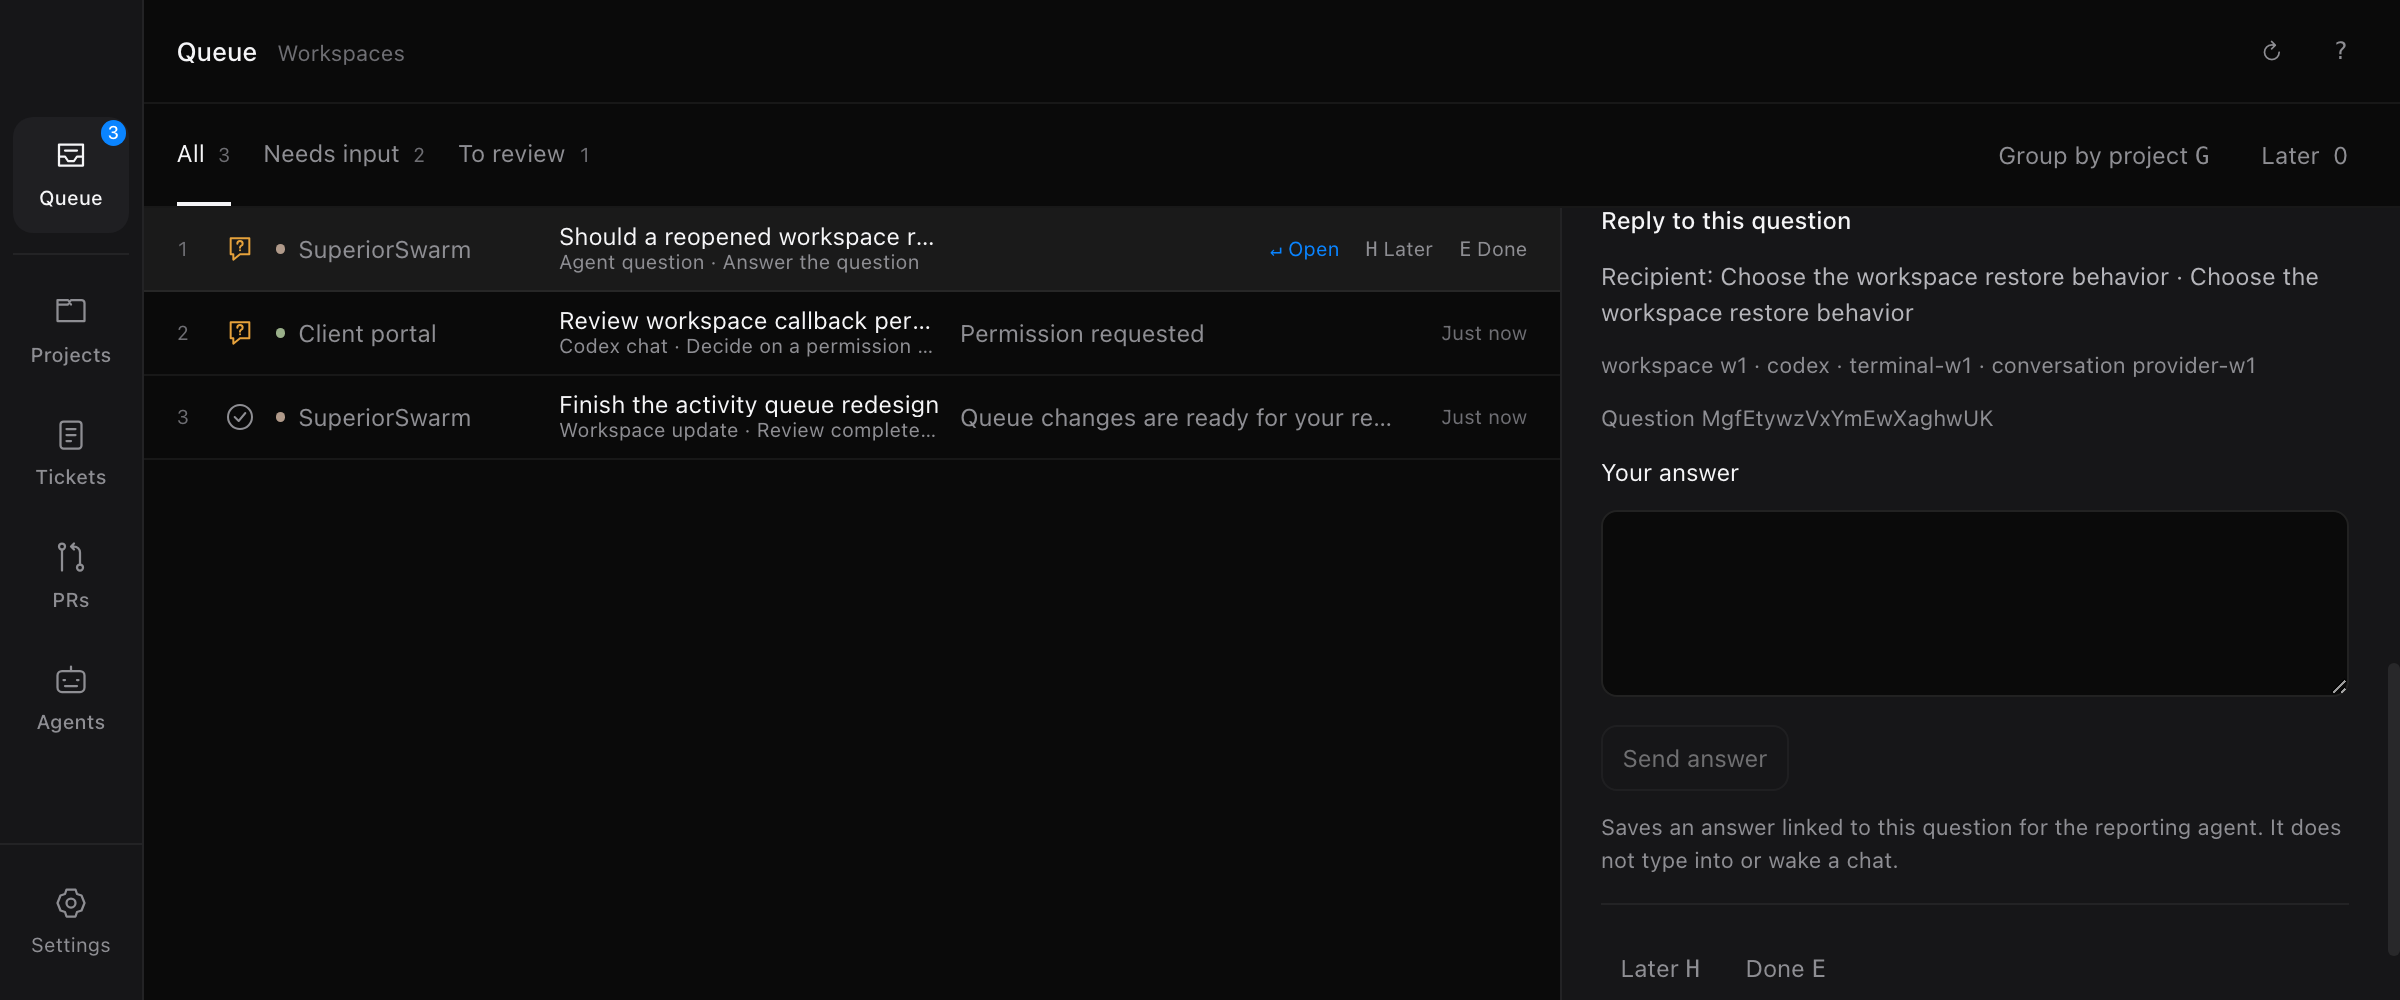 Queue Workspaces
?
3
Queue
Projects
Tickets
PRs
Agents
Settings
All 3 Needs input 2 To review 1
Group by project G Later 0
1 SuperiorSwarm Should a reopened workspace r...
Agent question · Answer the question
↵ Open H Later E Done
2 Client portal Review workspace callback per... Permission requested Just now
Codex chat · Decide on a permission ...
3 SuperiorSwarm Finish the activity queue redesign Queue changes are ready for your re... Just now
Workspace update · Review complete...
Reply to this question
Recipient: Choose the workspace restore behavior · Choose the
workspace restore behavior
workspace w1 · codex · terminal-w1 · conversation provider-w1
Question MgfEtywzVxYmEwXaghwUK
Your answer
Send answer
Saves an answer linked to this question for the reporting agent. It does
not type into or wake a chat.
Later H Done E